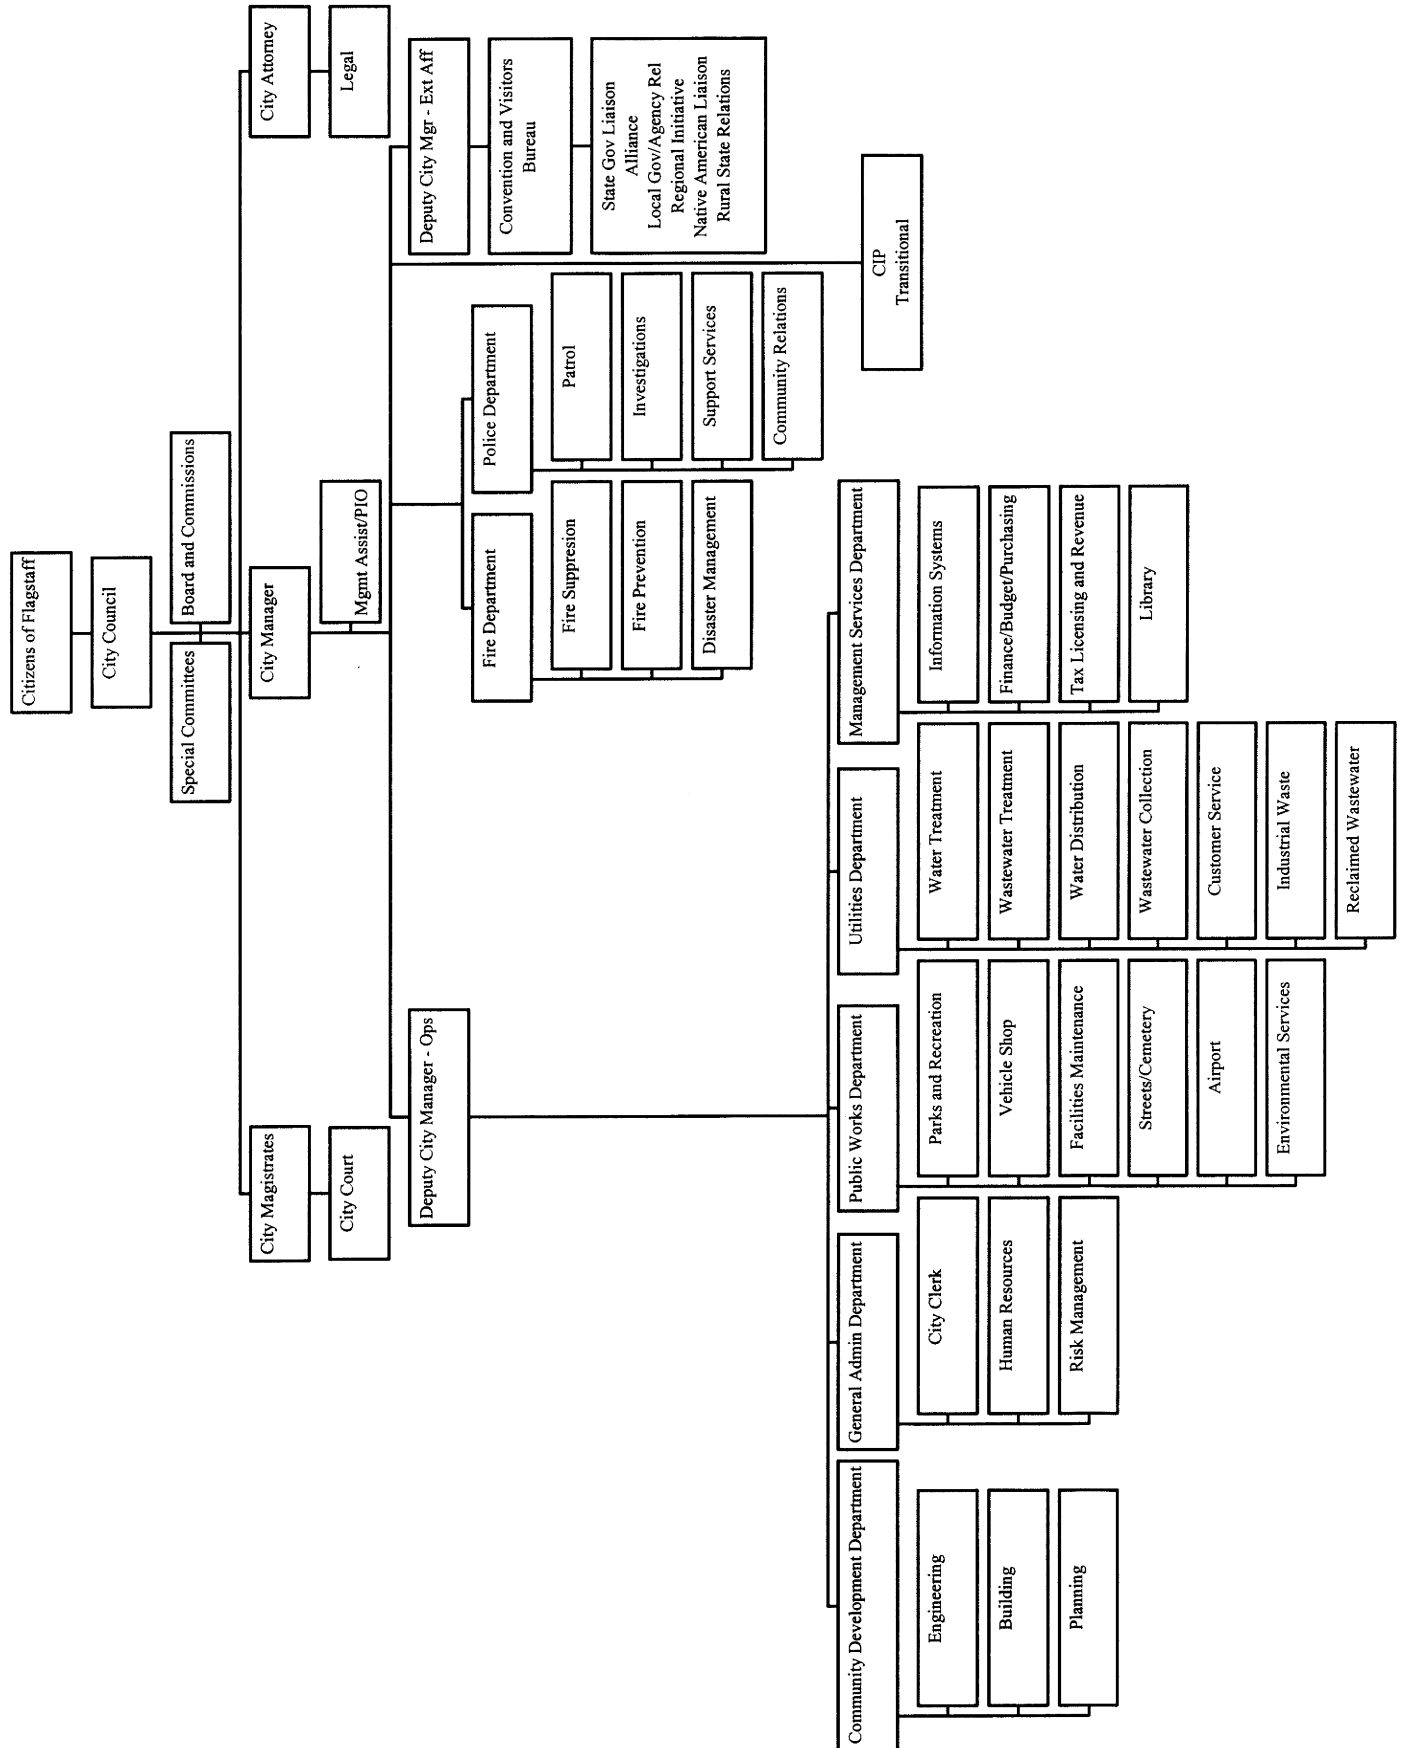 Citizens of Flagstaff
City Council
Special Committees
Board and Commissions
City Magistrates
City Court
City Manager
Mgmt Assist/PIO
City Attorney
Legal
Deputy City Manager - Ops
Fire Department
Fire Suppresion
Fire Prevention
Disaster Management
Police Department
Patrol
Investigations
Support Services
Community Relations
Deputy City Mgr - Ext Aff
Convention and Visitors
Bureau
State Gov Liaison
Alliance
Local Gov/Agency Rel
Regional Initiative
Native American Liaison
Rural State Relations
CIP
Transitional
Community Development Department
Engineering
Building
Planning
General Admin Department
City Clerk
Human Resources
Risk Management
Public Works Department
Parks and Recreation
Vehicle Shop
Facilities Maintenance
Streets/Cemetery
Airport
Environmental Services
Utilities Department
Water Treatment
Wastewater Treatment
Water Distribution
Wastewater Collection
Customer Service
Industrial Waste
Reclaimed Wastewater
Management Services Department
Information Systems
Finance/Budget/Purchasing
Tax Licensing and Revenue
Library